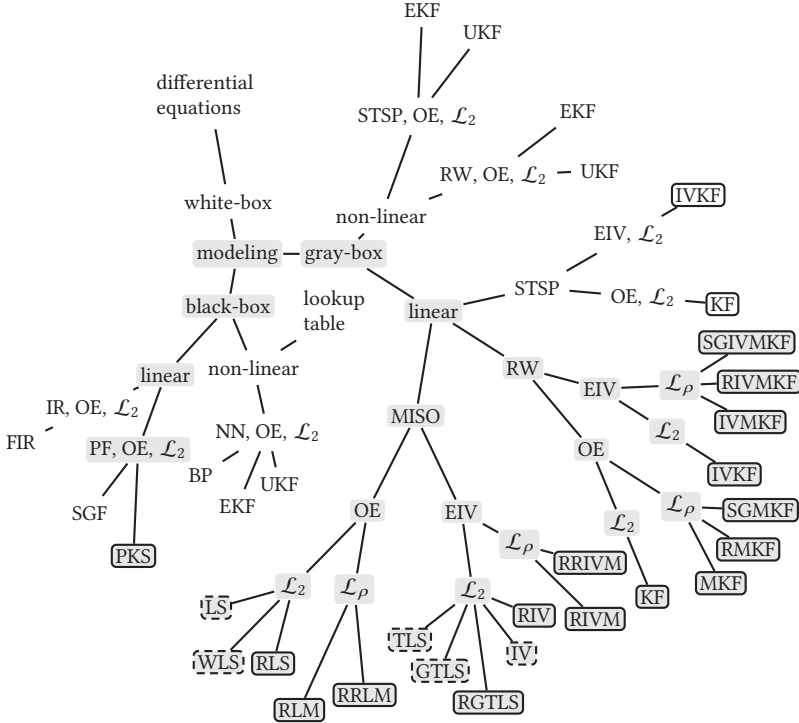 EKF
UKF
differential
equations
STSP, OE, ℒ₂
EKF
RW, OE, ℒ₂
UKF
white-box
non-linear
IVKF
EIV, ℒ₂
modeling
gray-box
STSP
OE, ℒ₂
KF
black-box
lookup
table
linear
SGIVMKF
linear
non-linear
RW
EIV
ℒρ
RIVMKF
IR, OE, ℒ₂
MISO
IVMKF
FIR
PF, OE, ℒ₂
NN, OE, ℒ₂
ℒ₂
OE
BP
UKF
IVKF
SGF
EKF
OE
EIV
ℒρ
SGMKF
ℒ₂
PKS
ℒρ
RMKF
RRIVM
MKF
LS
ℒ₂
ℒρ
ℒ₂
KF
RIV
RIVM
TLS
IV
WLS
RLS
GTLS
RRLM
RLM
RGTLS